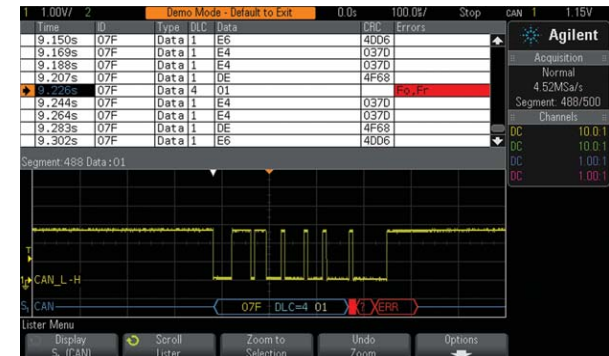 1 1.00V/ 2 Demo Mode - Default to Exit 0.0s 100.0%/ Stop CAN 1 1.15V
Time ID Type DLC Data CRC Errors
9.150s 07F Data 1 E6 4DD6
9.169s 07F Data 1 E4 037D
9.188s 07F Data 1 E4 037D
9.207s 07F Data 1 DE 4F68
9.226s 07F Data 4 01 Fo,Fr
9.244s 07F Data 1 E4 037D
9.264s 07F Data 1 E4 037D
9.283s 07F Data 1 DE 4F68
9.302s 07F Data 1 E6 4DD6
Segment:488 Data:01
Agilent
Acquisition
Normal
4.52MSa/s
Segment: 488/500
Channels
DC 10.0:1
DC 10.0:1
DC 1.00:1
DC 1.00:1
T
CAN_L-H
S1 CAN 07F DLC=4 01 ? ERR
Lister Menu
Display Scroll Zoom to Undo Options
S1 (CAN) Lister Selection Zoom